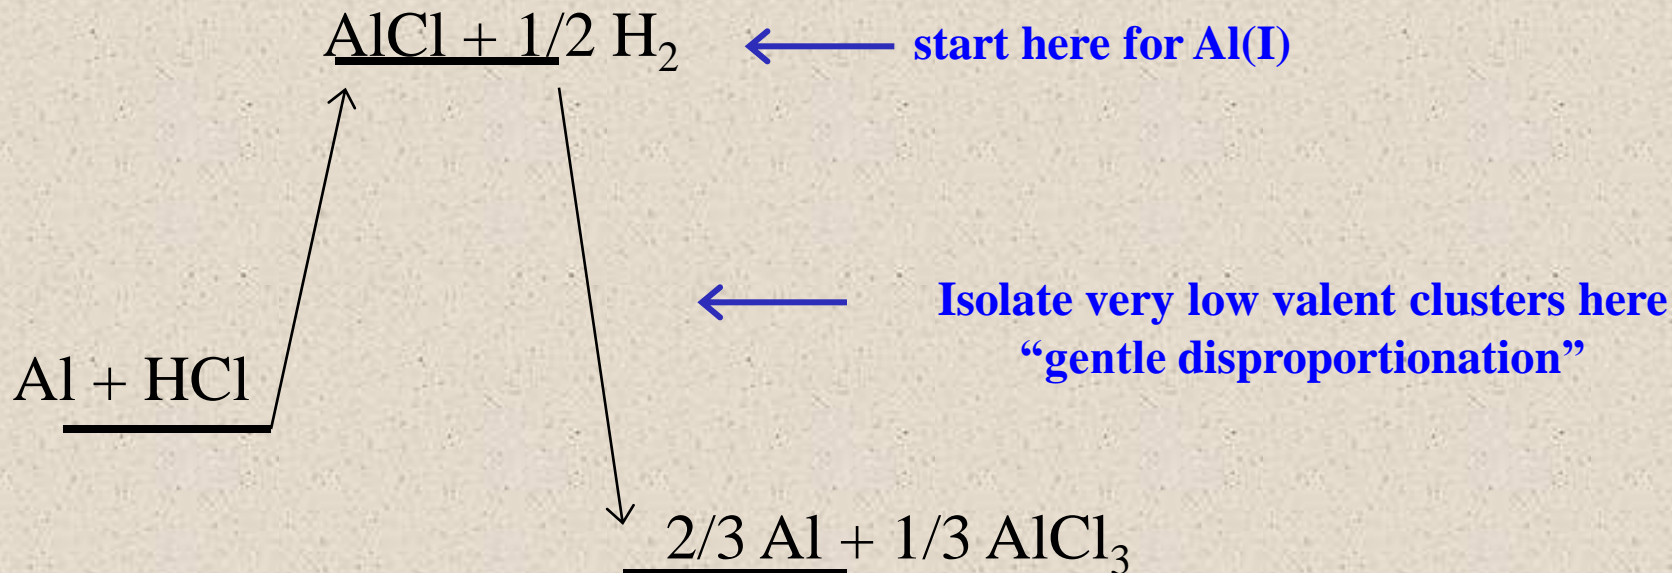 AlCl + 1/2 H₂
start here for Al(I)
Isolate very low valent clusters here
“gentle disproportionation”
Al + HCl
2/3 Al + 1/3 AlCl₃